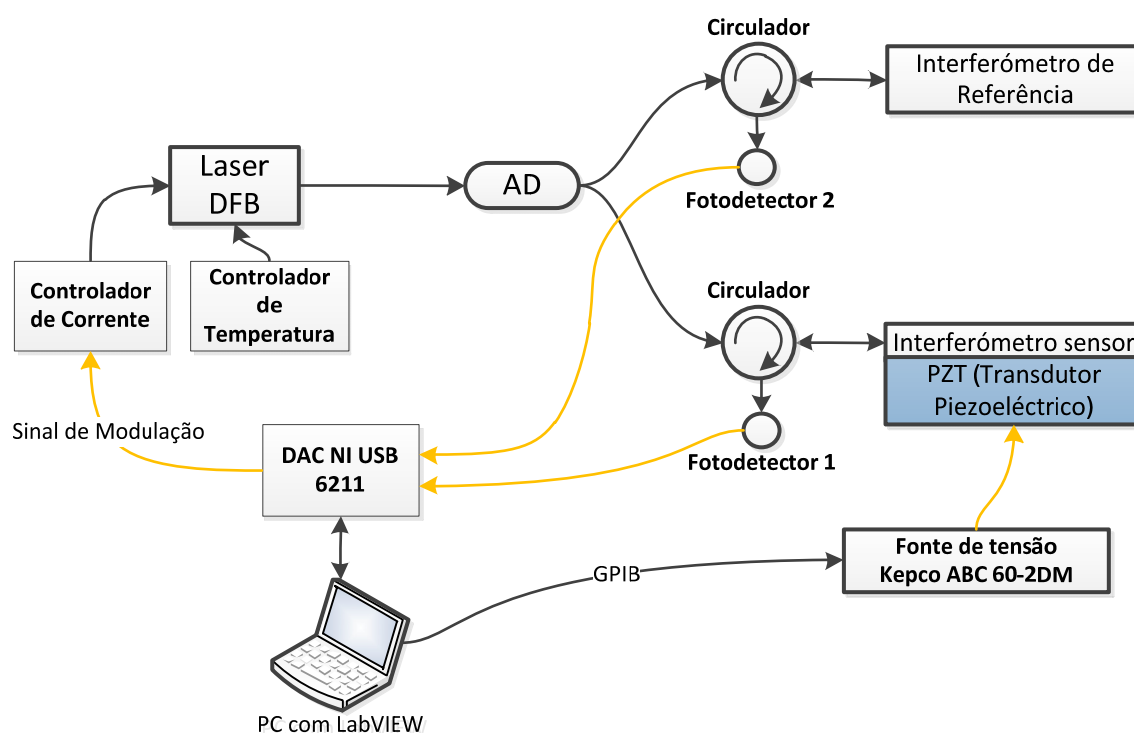 Circulador
Interferómetro de
Referência
Laser
DFB
AD
Fotodetector 2
Controlador
de Corrente
Controlador
de
Temperatura
Circulador
Interferómetro sensor
PZT (Transdutor
Piezoeléctrico)
Sinal de Modulação
DAC NI USB
6211
Fotodetector 1
Fonte de tensão
Kepco ABC 60-2DM
GPIB
PC com LabVIEW